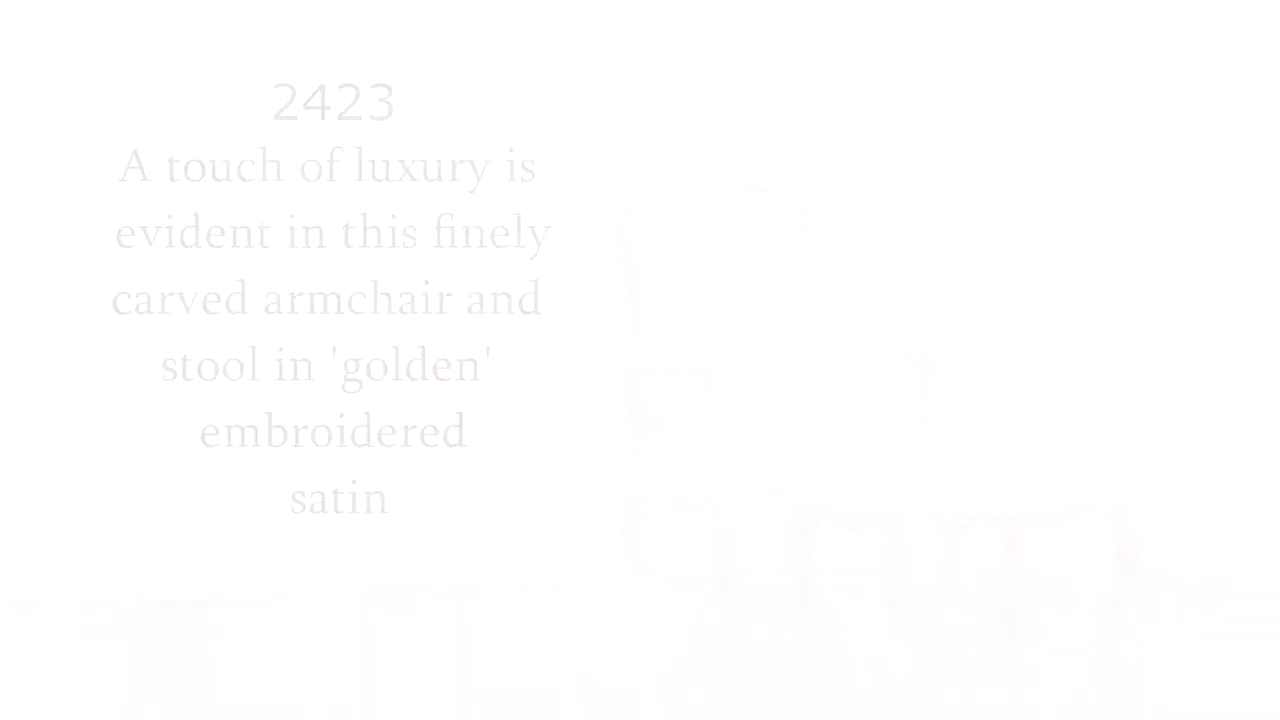 2423
A touch of luxury is
evident in this finely
carved armchair and
stool in 'golden'
embroidered
satin